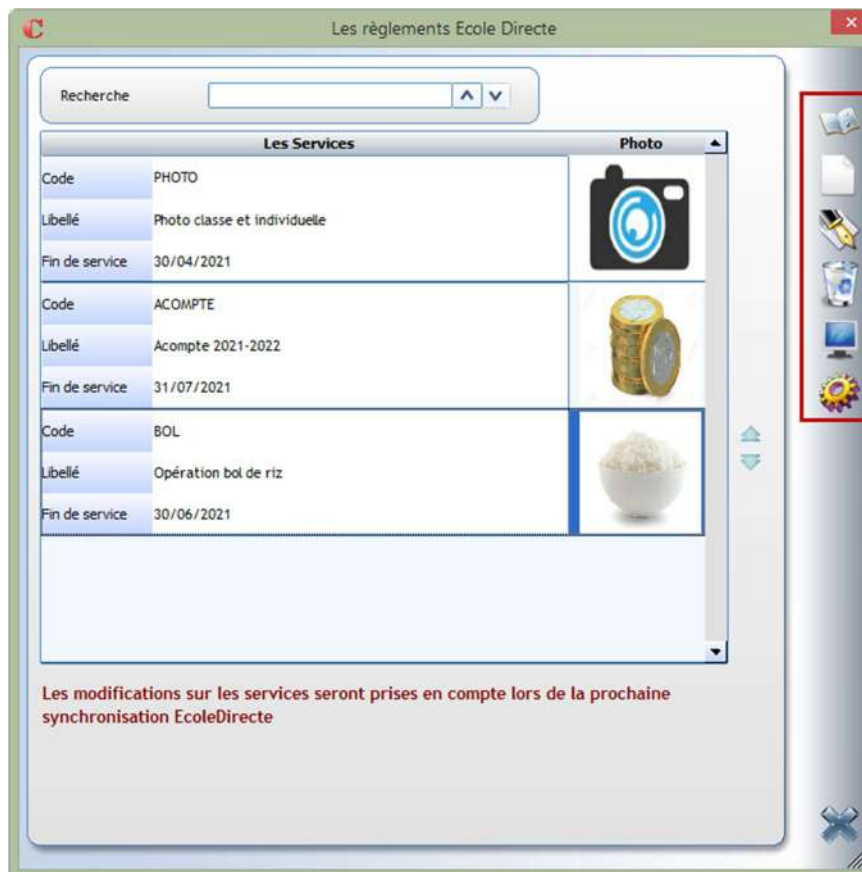 Les règlements Ecole Directe
Recherche
Les Services Photo
Code PHOTO
Libellé Photo classe et individuelle
Fin de service 30/04/2021
Code ACOMPTE
Libellé Acompte 2021-2022
Fin de service 31/07/2021
Code BOL
Libellé Opération bol de riz
Fin de service 30/06/2021
Les modifications sur les services seront prises en compte lors de la prochaine
synchronisation EcoleDirecte